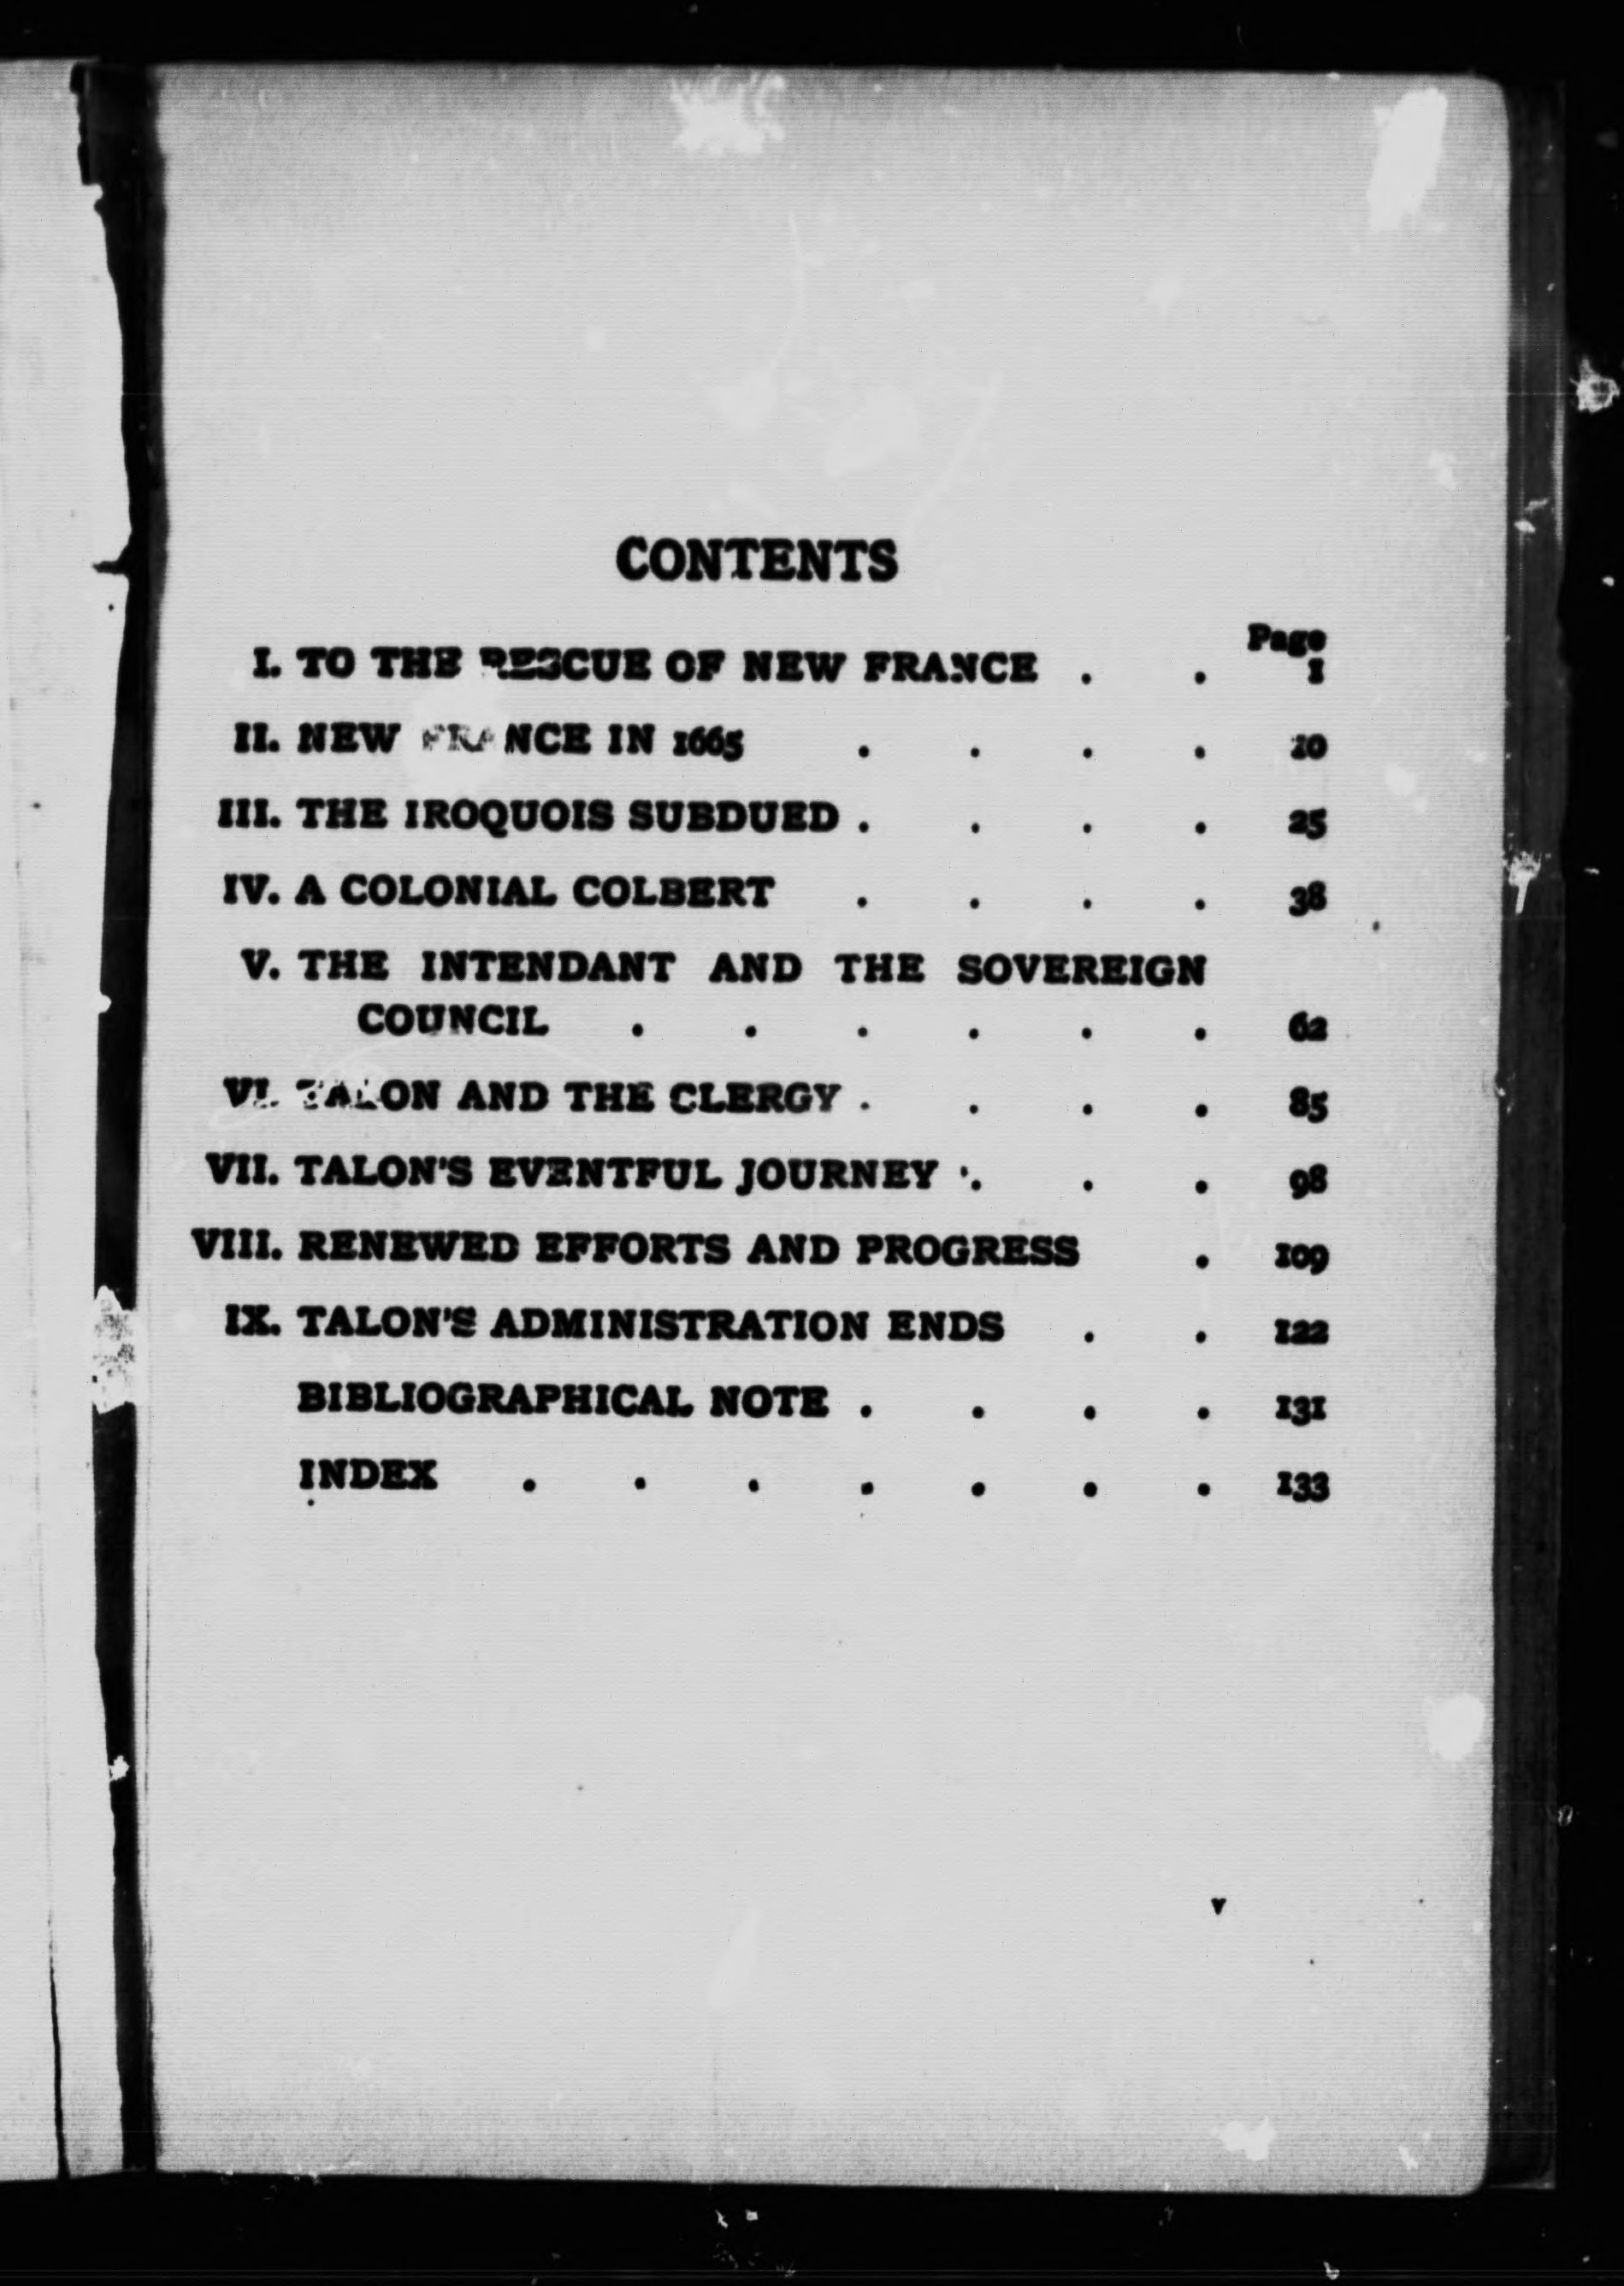 CONTENTS
Page
I. TO THE RESCUE OF NEW FRANCE . . 1
II. NEW FRANCE IN 1665 . . . . 10
III. THE IROQUOIS SUBDUED . . . . 25
IV. A COLONIAL COLBERT . . . . 38
V. THE INTENDANT AND THE SOVEREIGN
COUNCIL . . . . . . 62
VI. TALON AND THE CLERGY . . . . 85
VII. TALON'S EVENTFUL JOURNEY . . . 98
VIII. RENEWED EFFORTS AND PROGRESS . 109
IX. TALON'S ADMINISTRATION ENDS . . 122
BIBLIOGRAPHICAL NOTE . . . . 131
INDEX . . . . . . . 133
v